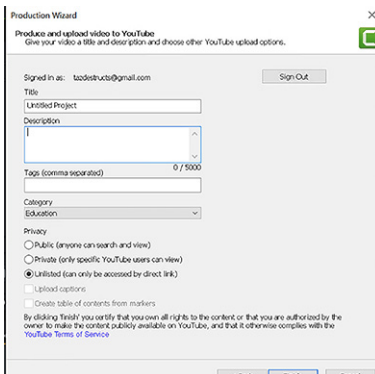 Production Wizard
Produce and upload video to YouTube
Give your video a title and description and choose other YouTube upload options.
Signed in as: tazdestructs@gmail.com
Sign Out
Title
Untitled Project
Description
0 / 5000
Tags (comma-separated)
Category
Education
Privacy
Public (anyone can search and view)
Private (only specific YouTube users can view)
Unlisted (can only be accessed by direct link)
Upload captions
Create table of contents from markers
By clicking 'Finish' you certify that you own all rights to the content or that you are authorized by the
owner to make the content publicly available on YouTube, and that it otherwise complies with the
YouTube Terms of Service